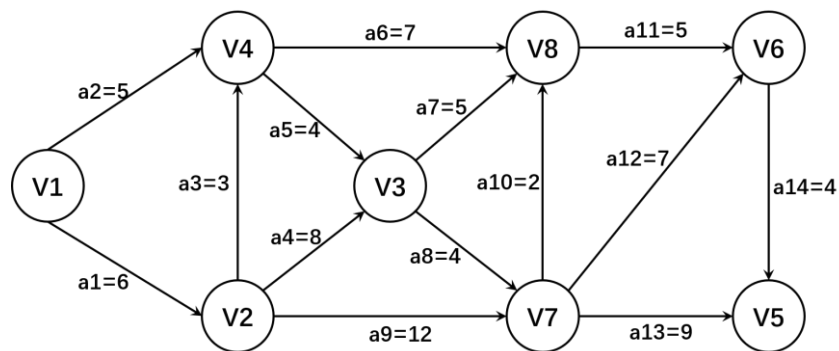 V4
a6=7
V8
a11=5
V6
a2=5
a5=4
a7=5
V1
a3=3
V3
a10=2
a12=7
a14=4
a4=8
a8=4
a1=6
V2
a9=12
V7
a13=9
V5